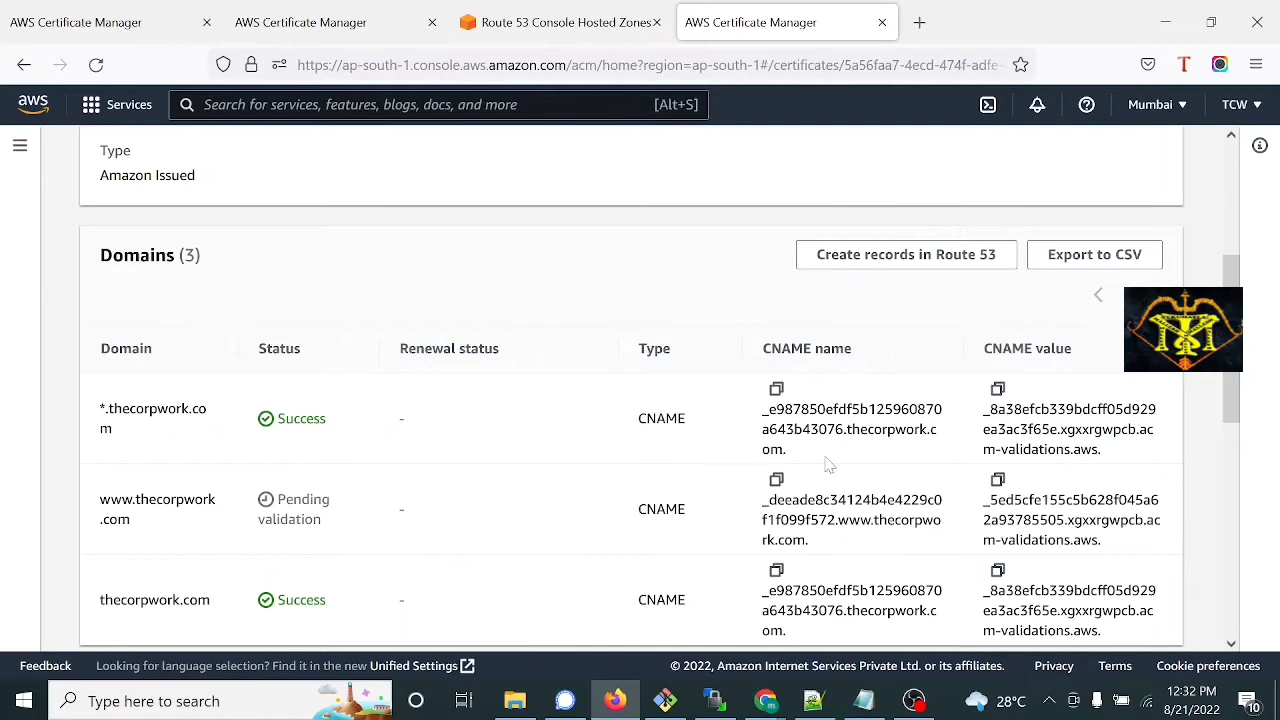 AWS Certificate Manager
AWS Certificate Manager
Route 53 Console Hosted Zones
AWS Certificate Manager
https://ap-south-1.console.aws.amazon.com/acm/home?region=ap-south-1#/certificates/5a56faa7-4ecd-474f-adfe-
aws
Services
Search for services, features, blogs, docs, and more
[Alt+S]
Mumbai
TCW
Type
Amazon Issued
Domains (3)
Create records in Route 53
Export to CSV
Domain
Status
Renewal status
Type
CNAME name
CNAME value
*.thecorpwork.co
m
Success
-
CNAME
_e987850efdf5b125960870
a643b43076.thecorpwork.c
om.
_8a38efcb339bdcff05d929
ea3ac3f65e.xgxxrgwpcb.ac
m-validations.aws.
www.thecorpwork
.com
Pending
validation
-
CNAME
_deeade8c34124b4e4229c0
f1f099f572.www.thecorpwo
rk.com.
_5ed5cfe155c5b628f045a6
2a93785505.xgxxrgwpcb.ac
m-validations.aws.
thecorpwork.com
Success
-
CNAME
_e987850efdf5b125960870
a643b43076.thecorpwork.c
om.
_8a38efcb339bdcff05d929
ea3ac3f65e.xgxxrgwpcb.ac
m-validations.aws.
Feedback
Looking for language selection? Find it in the new Unified Settings
© 2022, Amazon Internet Services Private Ltd. or its affiliates.
Privacy
Terms
Cookie preferences
Type here to search
28°C
12:32 PM
8/21/2022
10